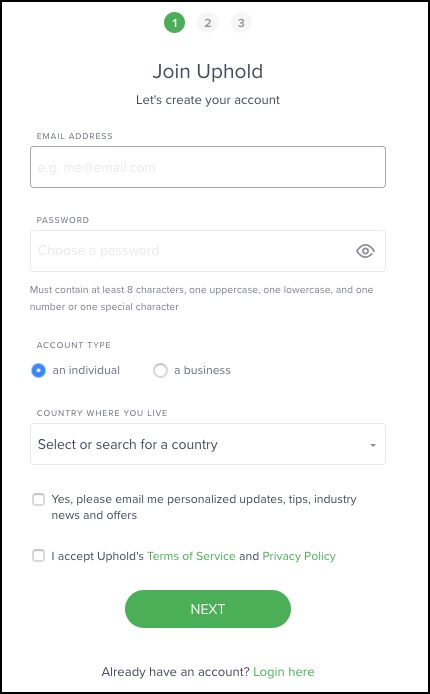 1 2 3
Join Uphold
Let's create your account
EMAIL ADDRESS
e.g. me@email.com
PASSWORD
Choose a password
Must contain at least 8 characters, one uppercase, one lowercase, and one
number or one special character
ACCOUNT TYPE
an individual a business
COUNTRY WHERE YOU LIVE
Select or search for a country
Yes, please email me personalized updates, tips, industry
news and offers
I accept Uphold's Terms of Service and Privacy Policy
NEXT
Already have an account? Login here